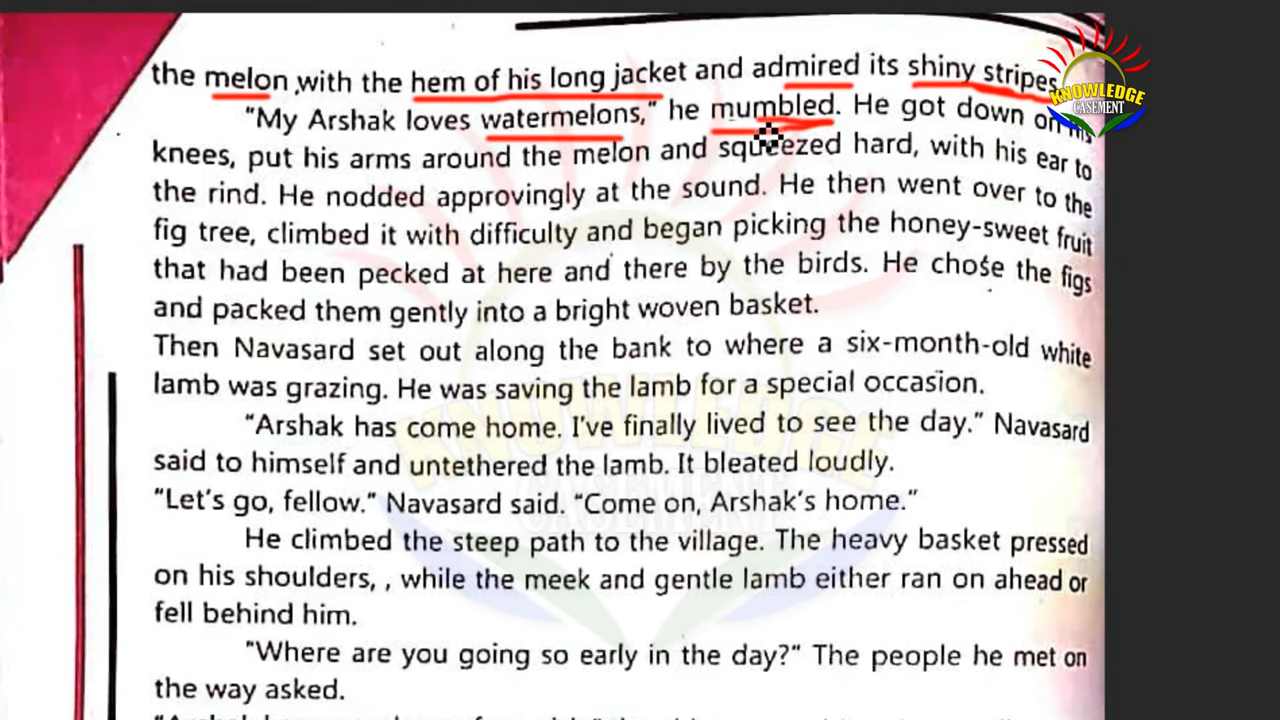 the melon with the hem of his long jacket and admired its shiny stripes
"My Arshak loves watermelons," he mumbled. He got down on his
knees, put his arms around the melon and squeezed hard, with his ear to
the rind. He nodded approvingly at the sound. He then went over to the
fig tree, climbed it with difficulty and began picking the honey-sweet fruit
that had been pecked at here and there by the birds. He chose the figs
and packed them gently into a bright woven basket.
Then Navasard set out along the bank to where a six-month-old white
lamb was grazing. He was saving the lamb for a special occasion.
"Arshak has come home. I've finally lived to see the day." Navasard
said to himself and untethered the lamb. It bleated loudly.
"Let's go, fellow." Navasard said. "Come on, Arshak's home."
He climbed the steep path to the village. The heavy basket pressed
on his shoulders, , while the meek and gentle lamb either ran on ahead or
fell behind him.
"Where are you going so early in the day?" The people he met on
the way asked.
KNOWLEDGE
CASEMENT
KNOWLEDGE
CASEMENT